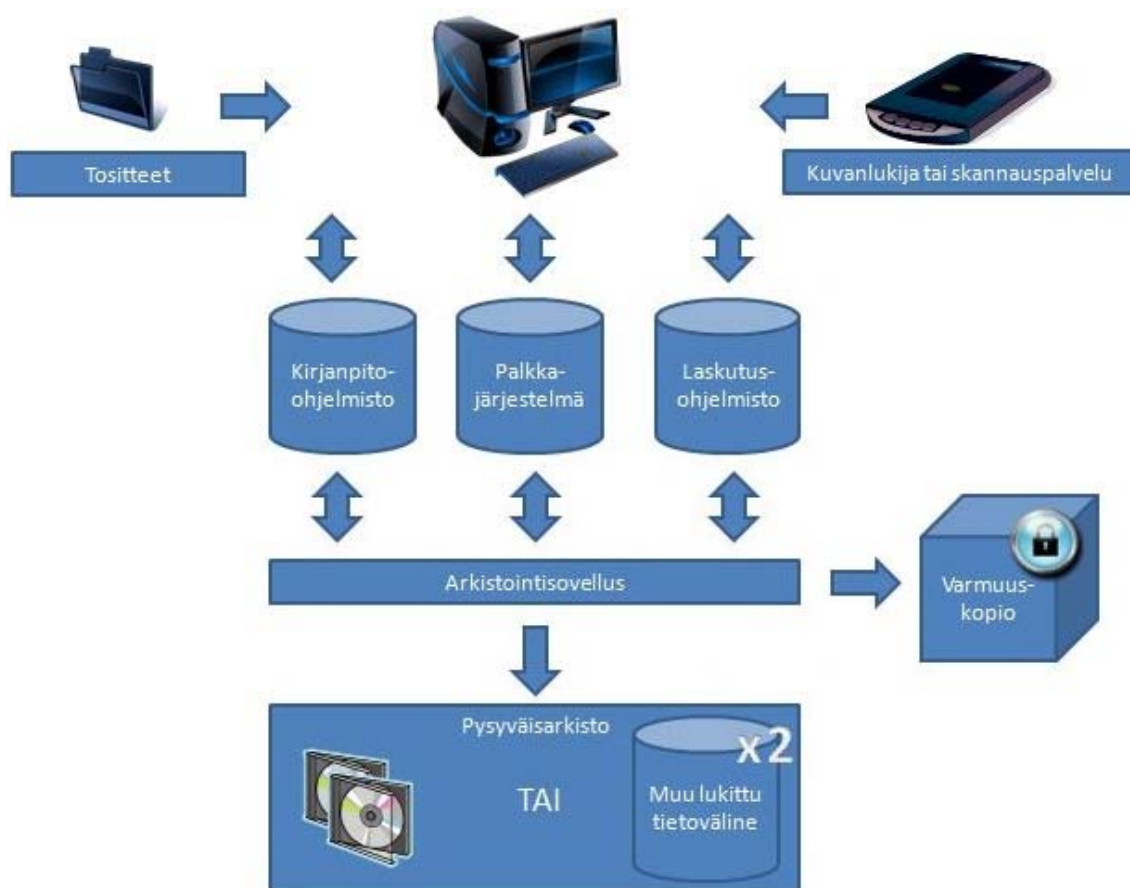 Tositteet
Kuvanlukija tai skannauspalvelu
Kirjanpito-
ohjelmisto
Palkka-
järjestelmä
Laskutus-
ohjelmisto
Arkistointisovellus
Varmuus-
kopio
Pysyväisarkisto
x2
TAI
Muu lukittu
tietoväline